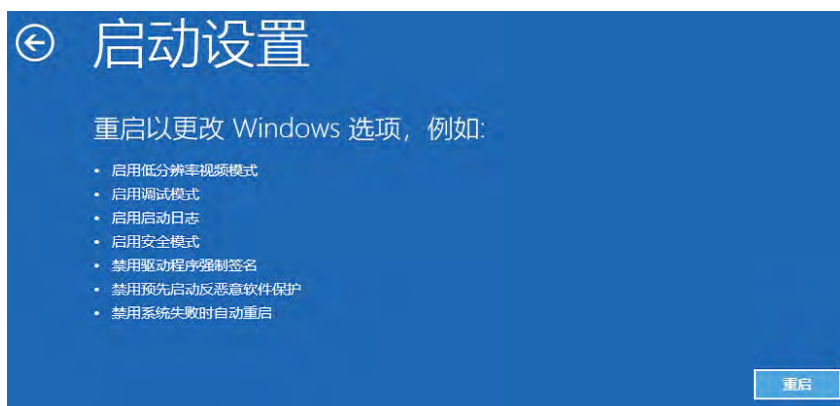 启动设置
重启以更改 Windows 选项，例如:
• 启用低分辨率视频模式
• 启用调试模式
• 启用启动日志
• 启用安全模式
• 禁用驱动程序强制签名
• 禁用预先启动反恶意软件保护
• 禁用系统失败时自动重启
重启